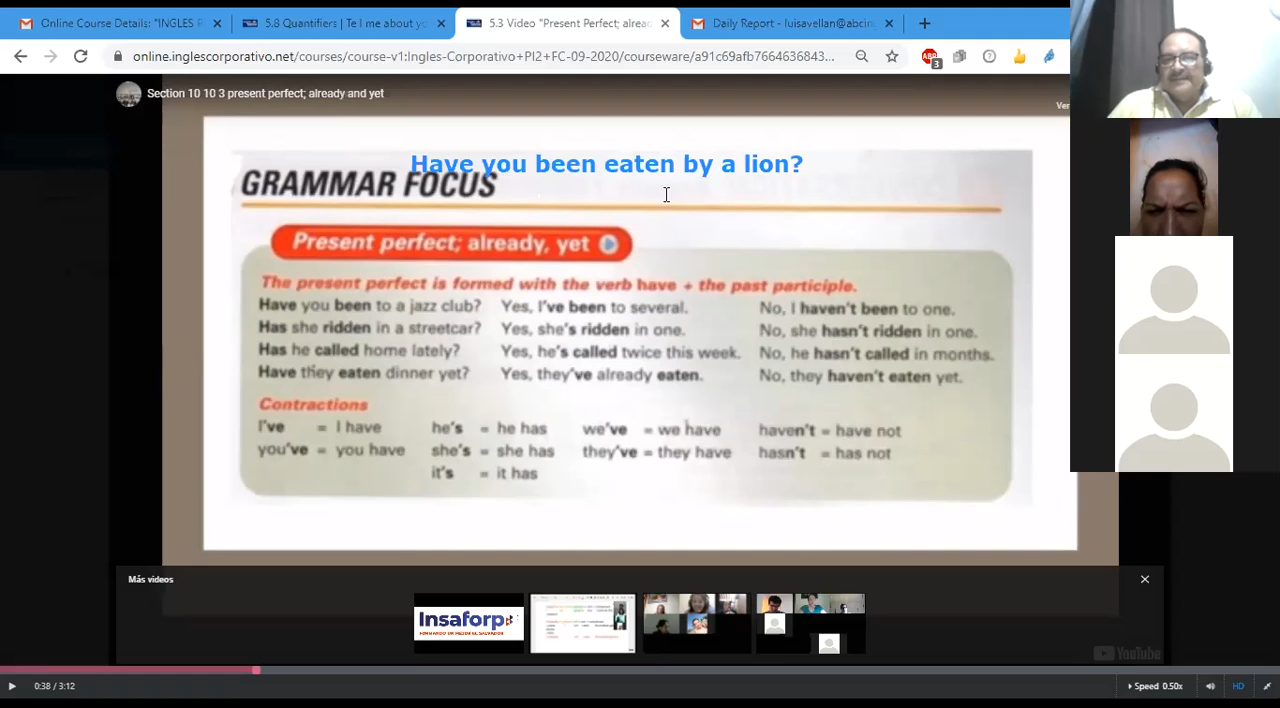 Online Course Details: "INGLES P
5.8 Quantifiers | Tel l me about yo
5.3 Video "Present Perfect; alread
Daily Report - luisavellan@abcin
online.inglescorporativo.net/courses/course-v1:Ingles-Corporativo+PI2+FC-09-2020/courseware/a91c69afb7664636843...
3
Section 10 10 3 present perfect; already and yet
Ver
Have you been eaten by a lion?
GRAMMAR FOCUS
Present perfect; already, yet
The present perfect is formed with the verb have + the past participle.
Have you been to a jazz club? Yes, I've been to several. No, I haven't been to one.
Has she ridden in a streetcar? Yes, she's ridden in one. No, she hasn't ridden in one.
Has he called home lately? Yes, he's called twice this week. No, he hasn't called in months.
Have they eaten dinner yet? Yes, they've already eaten. No, they haven't eaten yet.
Contractions
I've = I have he's = he has we've = we have haven't = have not
you've = you have she's = she has they've = they have hasn't = has not
it's = it has
Más videos
Insaforp
YouTube
0:38 / 3:12
Speed 0.50x
HD